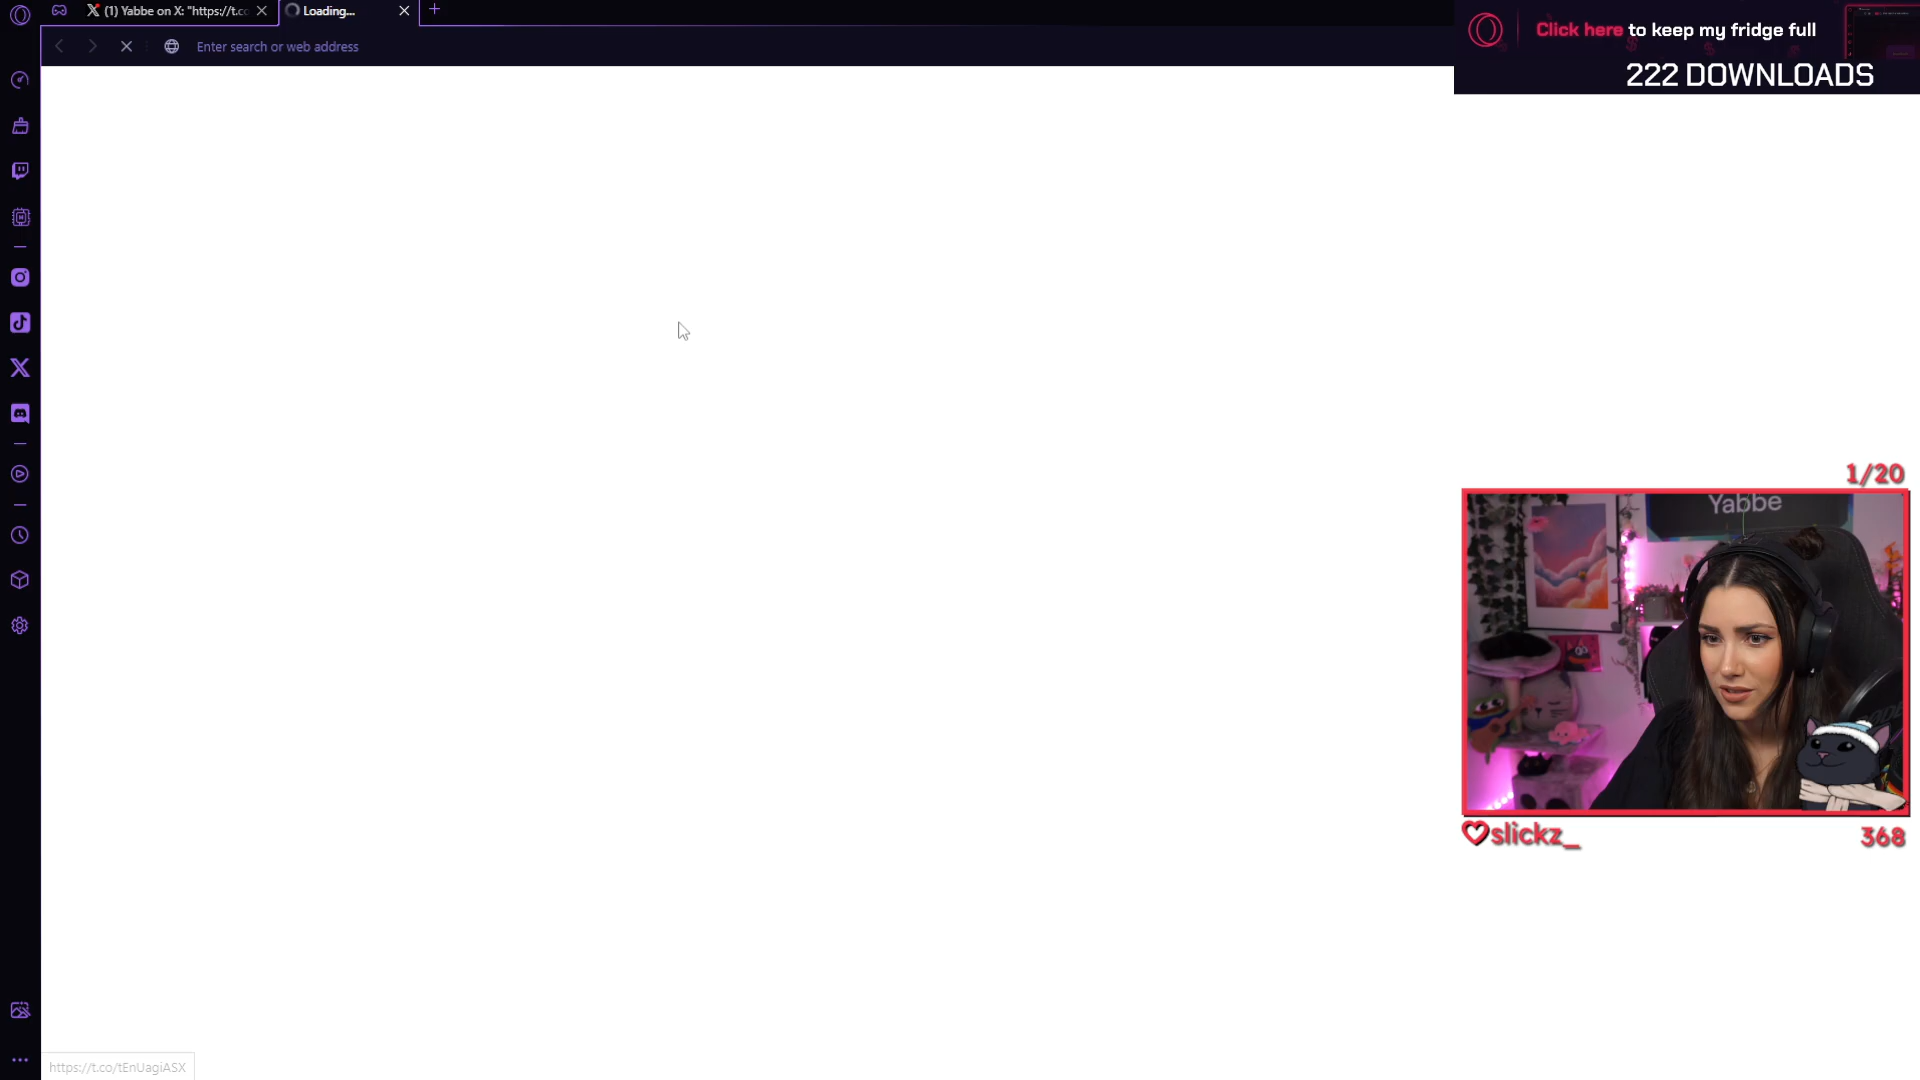 (1) Yabbe on X: "https://t.co
Loading...
Enter search or web address
Click here to keep my fridge full
222 DOWNLOADS
1/20
Yabbe
slickz_
368
https://t.co/tEnUagiASX